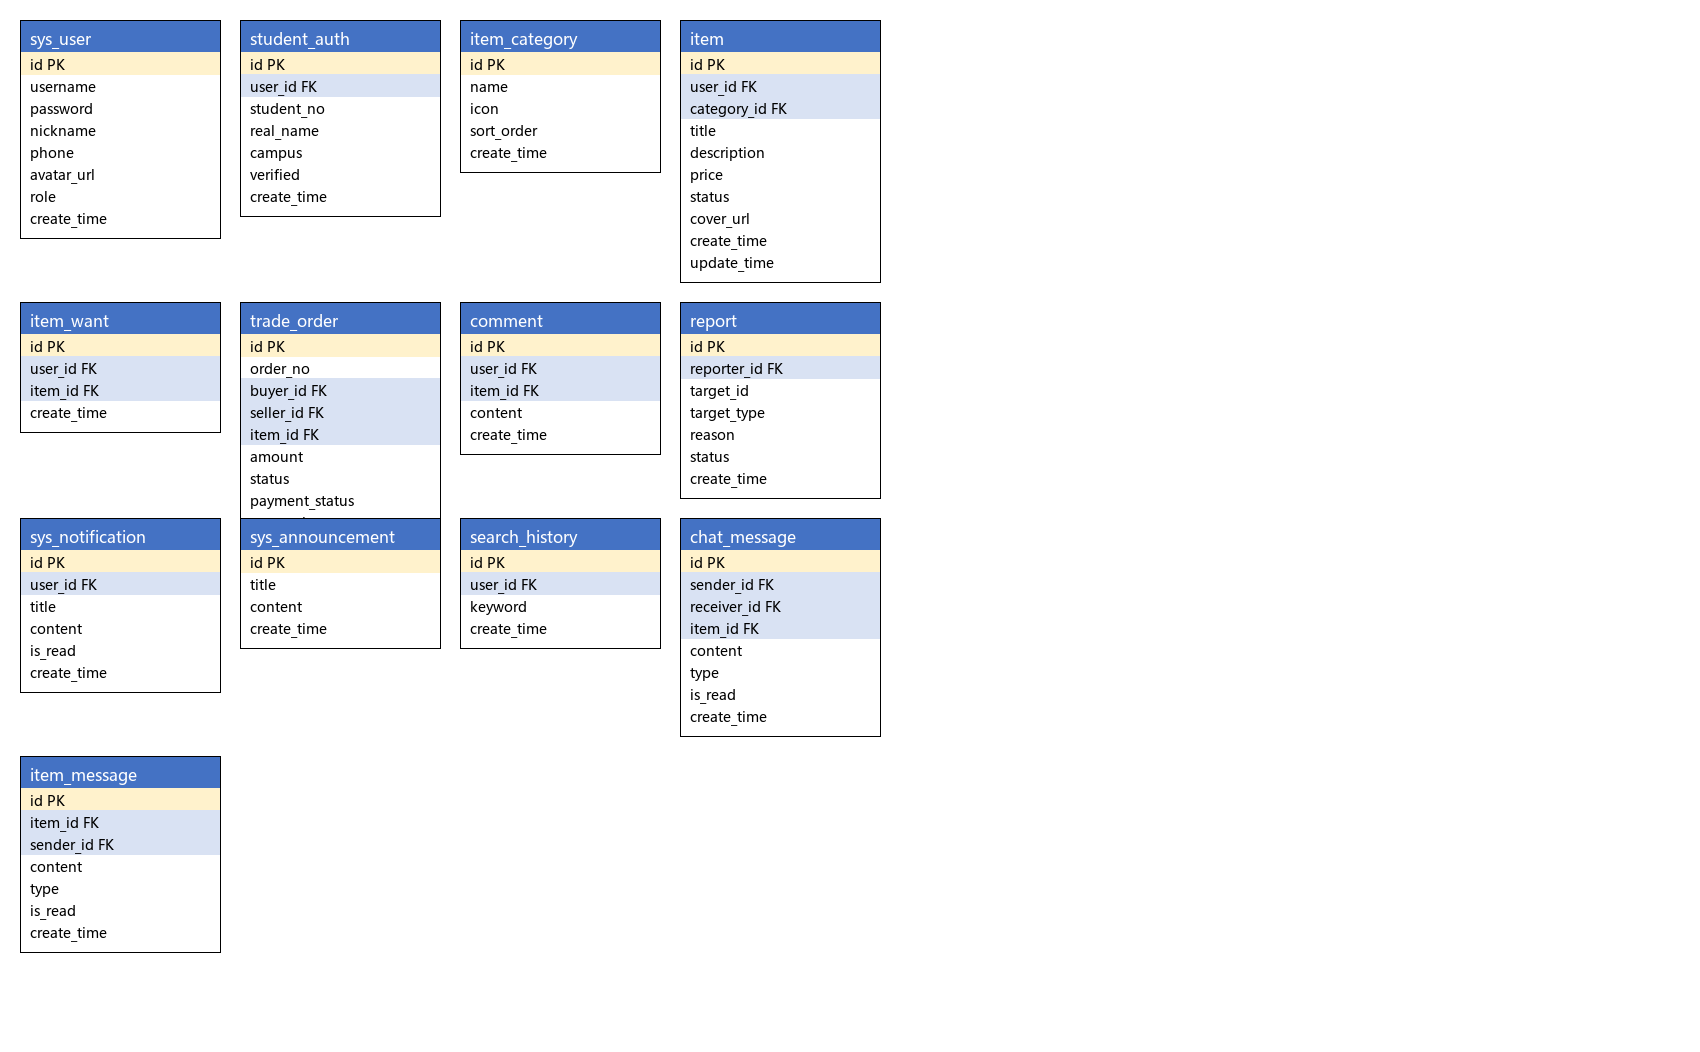 sys_user
id PK
username
password
nickname
phone
avatar_url
role
create_time
student_auth
id PK
user_id FK
student_no
real_name
campus
verified
create_time
item_category
id PK
name
icon
sort_order
create_time
item
id PK
user_id FK
category_id FK
title
description
price
status
cover_url
create_time
update_time
item_want
id PK
user_id FK
item_id FK
create_time
trade_order
id PK
order_no
buyer_id FK
seller_id FK
item_id FK
amount
status
payment_status
comment
id PK
user_id FK
item_id FK
content
create_time
report
id PK
reporter_id FK
target_id
target_type
reason
status
create_time
sys_notification
id PK
user_id FK
title
content
is_read
create_time
sys_announcement
id PK
title
content
create_time
search_history
id PK
user_id FK
keyword
create_time
chat_message
id PK
sender_id FK
receiver_id FK
item_id FK
content
type
is_read
create_time
item_message
id PK
item_id FK
sender_id FK
content
type
is_read
create_time